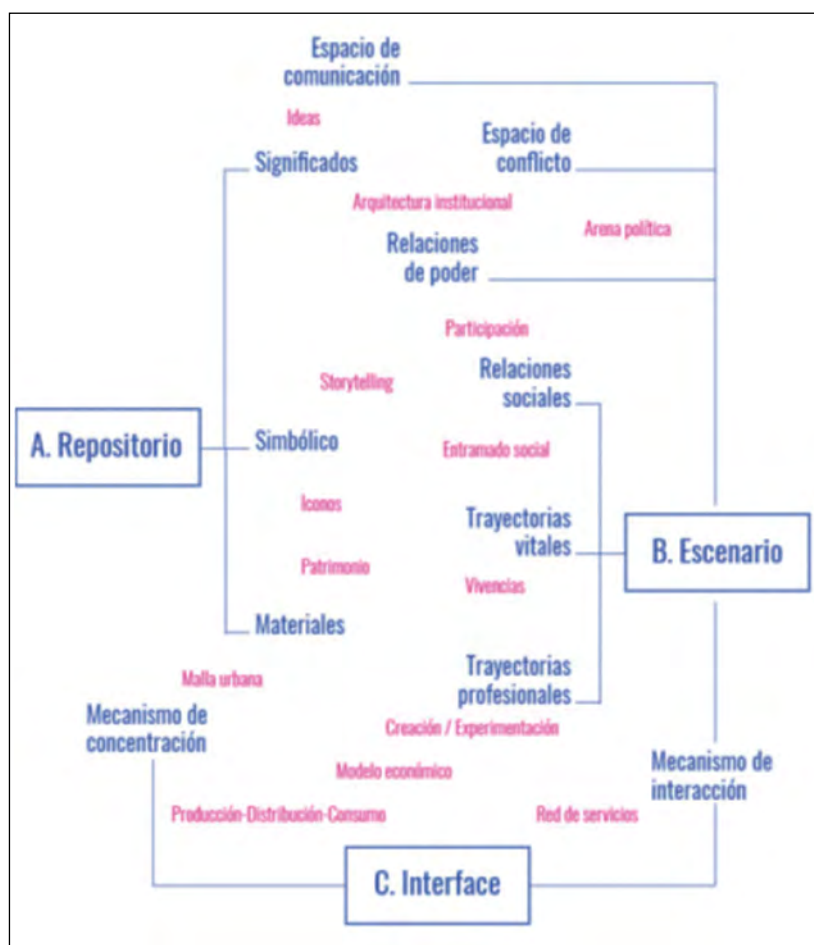 Espacio de
comunicación
Ideas
Significados
Espacio de
conflicto
Arquitectura institucional
Arena política
Relaciones
de poder
Participación
Storytelling
Relaciones
sociales
A. Repositorio
Simbólico
Entramado social
Iconos
Trayectorias
vitales
B. Escenario
Patrimonio
Vivencias
Materiales
Trayectorias
profesionales
Malla urbana
Mecanismo de
concentración
Creación / Experimentación
Modelo económico
Mecanismo de
interacción
Producción-Distribución-Consumo
Red de servicios
C. Interface